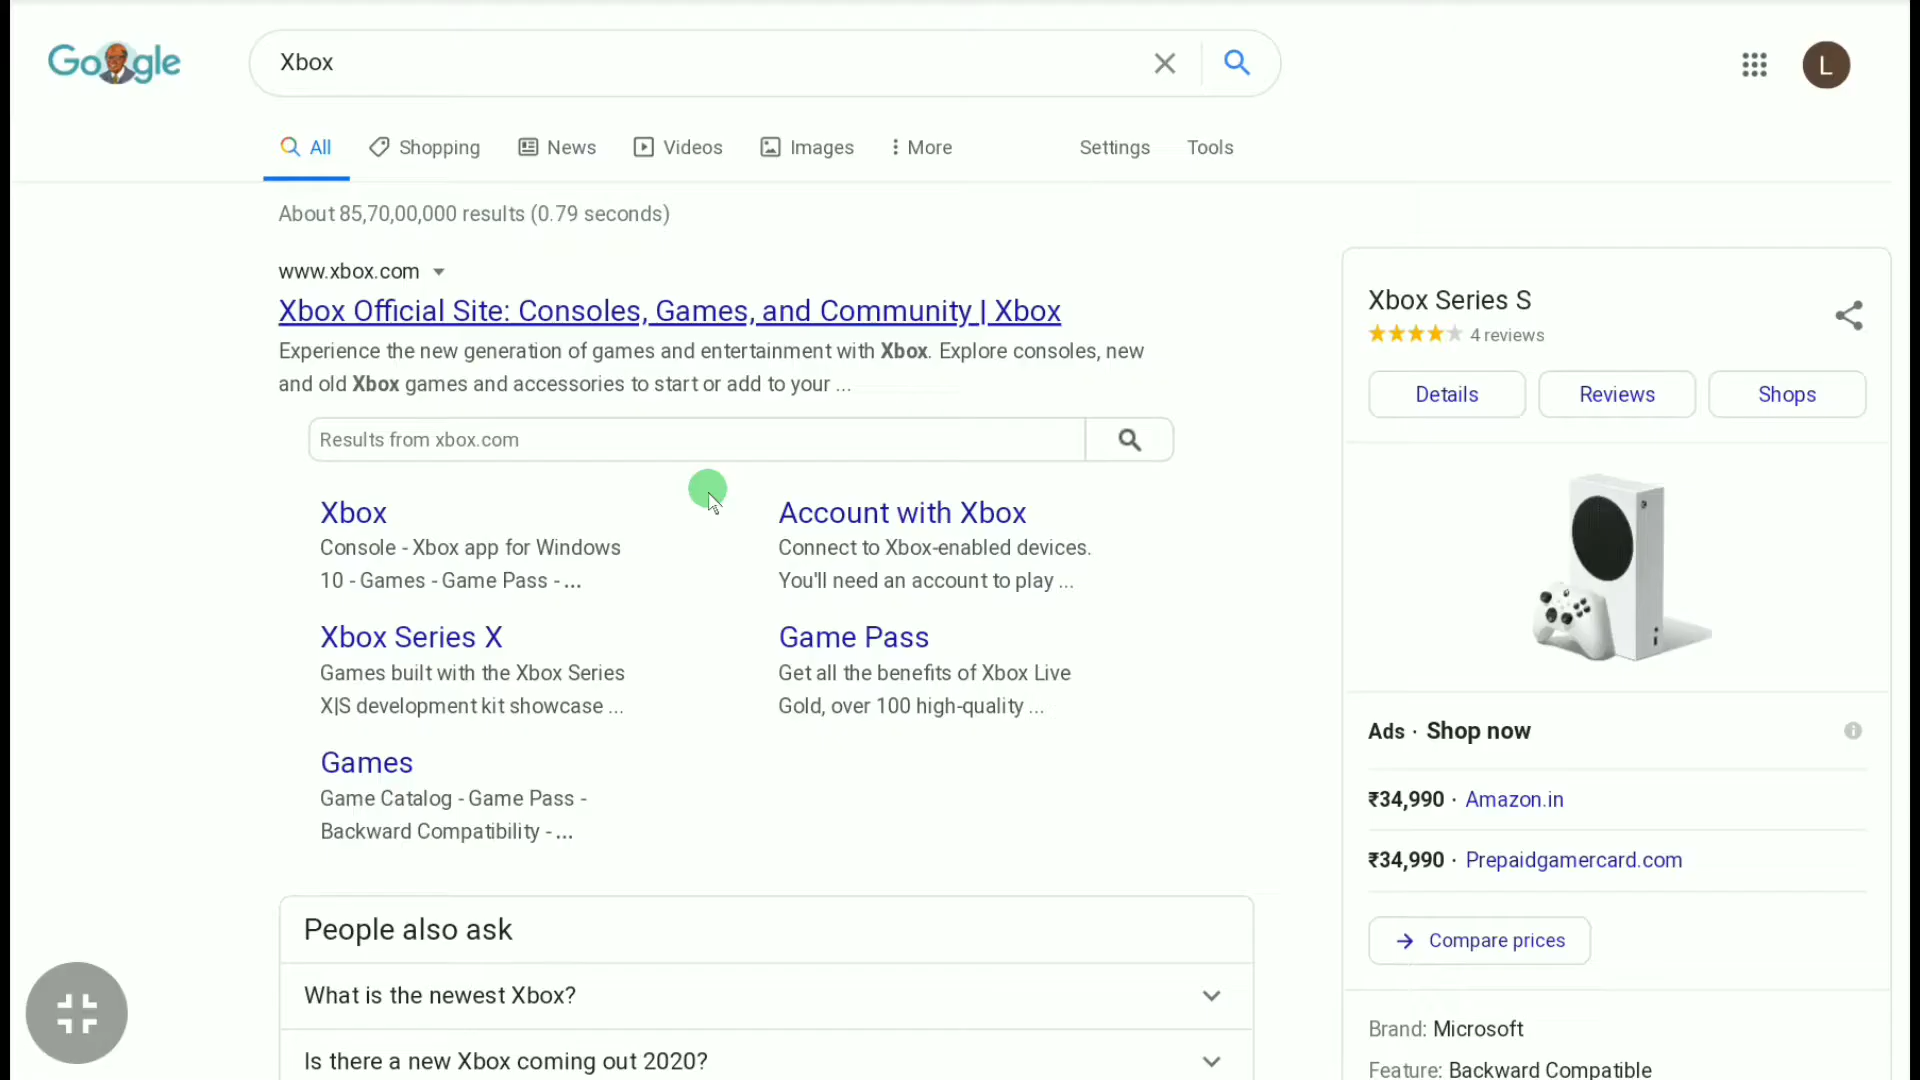 Google
Xbox
L
All
Shopping
News
Videos
Images
More
Settings
Tools
About 85,70,00,000 results (0.79 seconds)
www.xbox.com
Xbox Official Site: Consoles, Games, and Community | Xbox
Experience the new generation of games and entertainment with Xbox. Explore consoles, new
and old Xbox games and accessories to start or add to your ...
Results from xbox.com
Xbox
Console - Xbox app for Windows
10 - Games - Game Pass - ...
Account with Xbox
Connect to Xbox-enabled devices.
You'll need an account to play ...
Xbox Series X
Games built with the Xbox Series
X|S development kit showcase ...
Game Pass
Get all the benefits of Xbox Live
Gold, over 100 high-quality ...
Games
Game Catalog - Game Pass -
Backward Compatibility - ...
People also ask
What is the newest Xbox?
Is there a new Xbox coming out 2020?
Xbox Series S
4 reviews
Details
Reviews
Shops
Ads · Shop now
₹34,990 · Amazon.in
₹34,990 · Prepaidgamercard.com
Compare prices
Brand: Microsoft
Feature: Backward Compatible